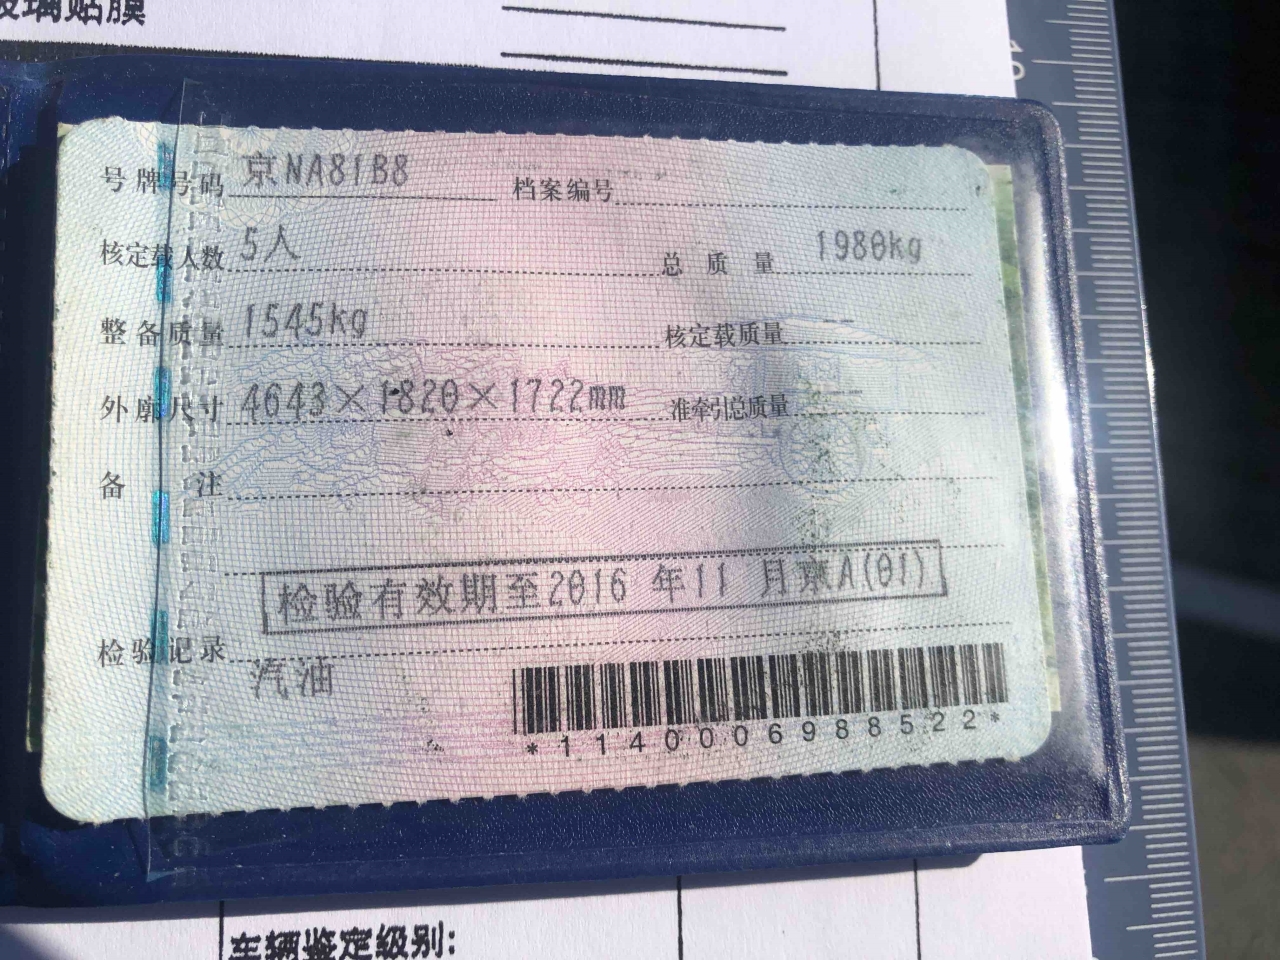 玻璃贴膜
号牌号码 京NA81B8 档案编号
核定载人数 5人 总质量 1980kg
整备质量 1545kg 核定载质量 --
外廓尺寸 4643×1820×1722mm 准牵引总质量 --
备注
检验有效期至2016 年11 月京A(01)
检验记录
汽油
*1140006988522*
车辆鉴定级别: